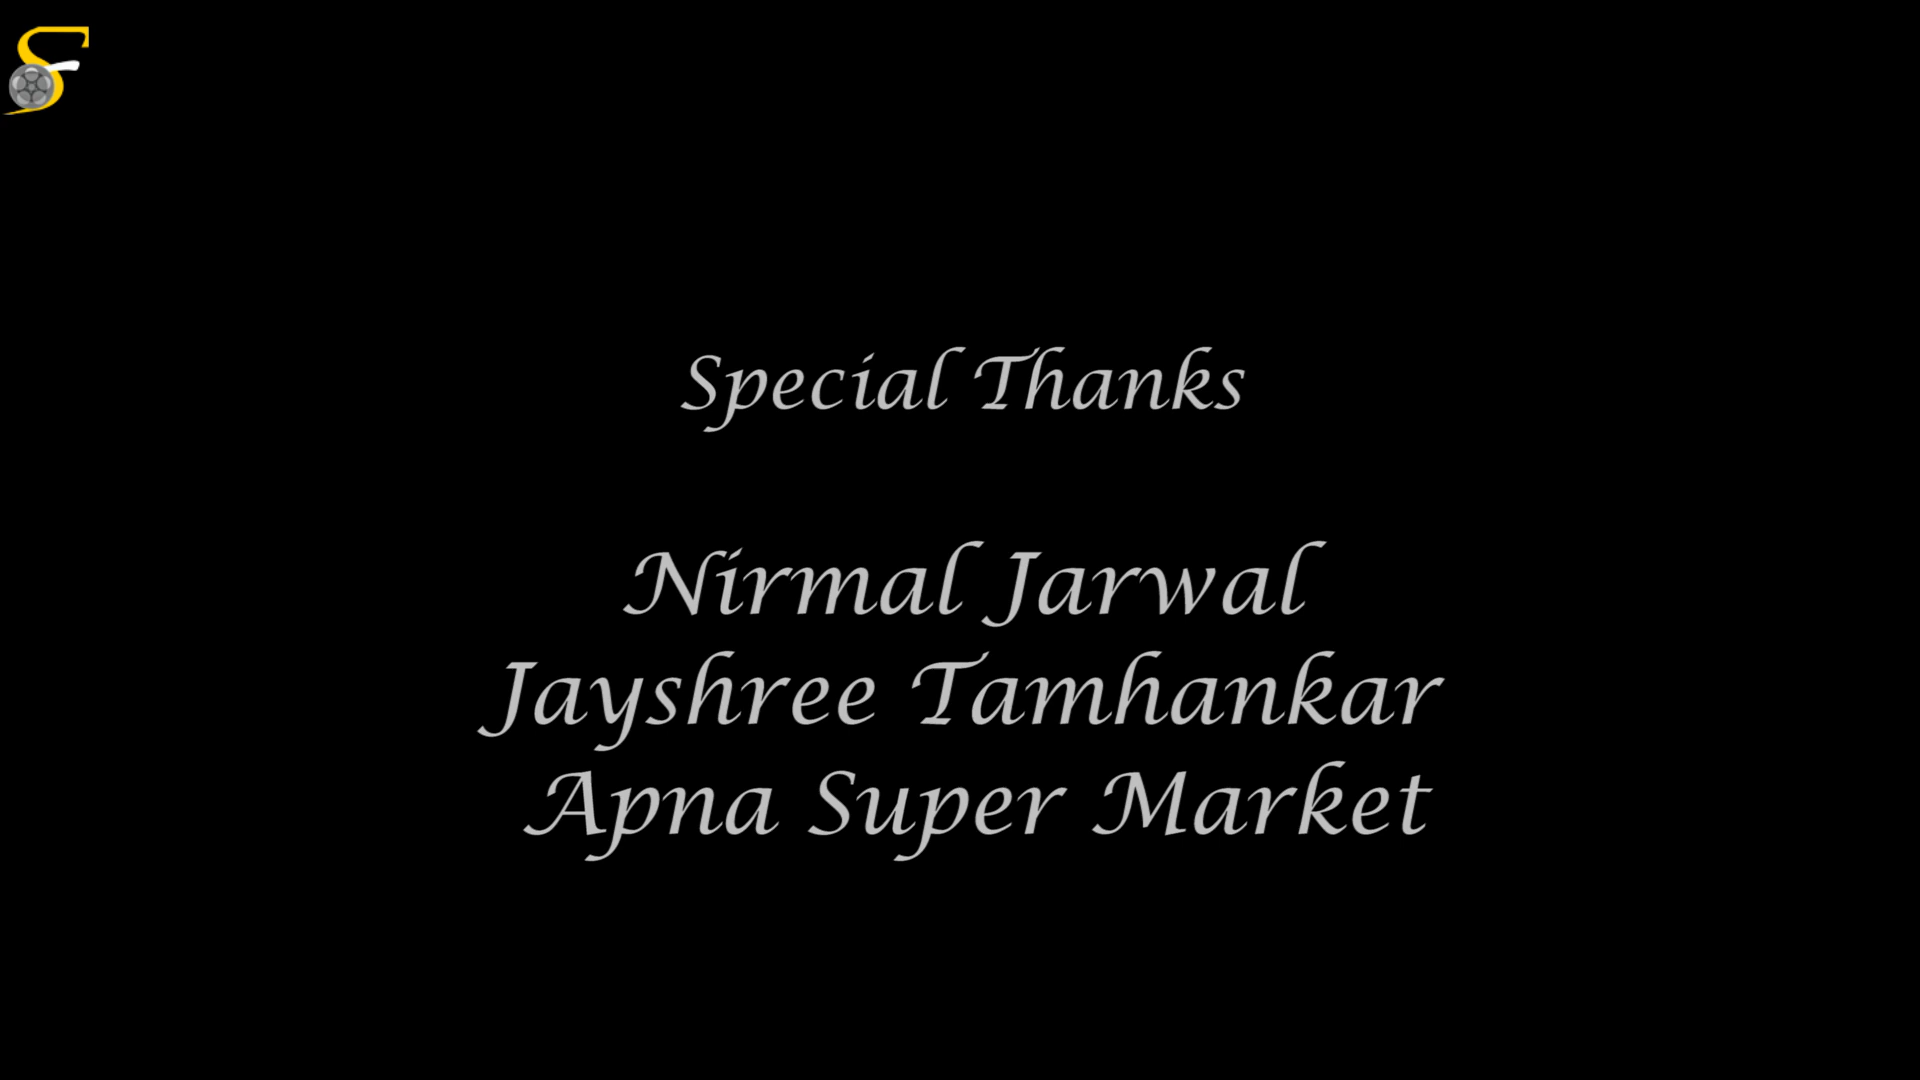 Special Thanks
Nirmal Jarwal
Jayshree Tamhankar
Apna Super Market